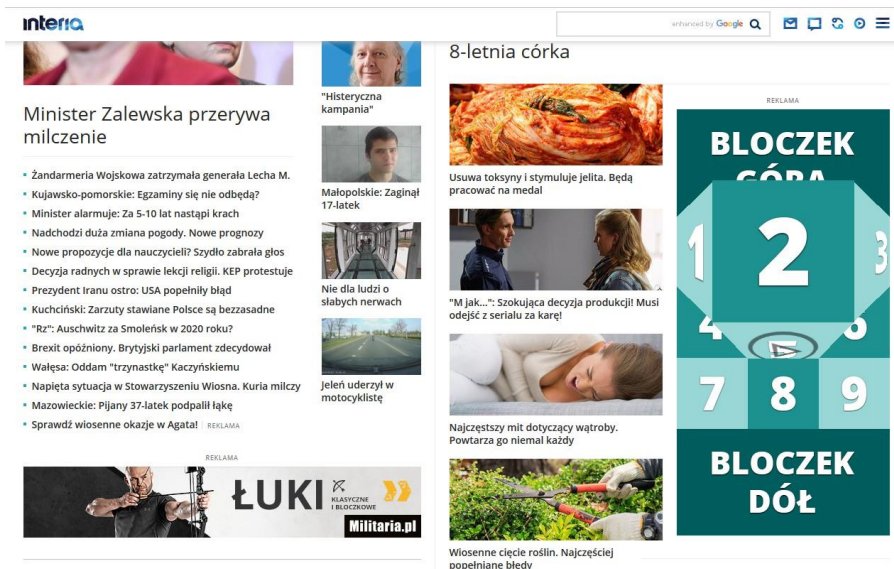 interia
enhanced by Google
Minister Zalewska przerywa
milczenie
Żandarmeria Wojskowa zatrzymała generała Lecha M.
Kujawsko-pomorskie: Egzaminy się nie odbędą?
Minister alarmuje: Za 5-10 lat nastąpi krach
Nadchodzi duża zmiana pogody. Nowe prognozy
Nowe propozycje dla nauczycieli? Szydło zabrała głos
Decyzja radnych w sprawie lekcji religii. KEP protestuje
Prezydent Iranu ostro: USA popełniły błąd
Kuchciński: Zarzuty stawiane Polsce są bezzasadne
"Rz": Auschwitz za Smoleńsk w 2020 roku?
Brexit opóźniony. Brytyjski parlament zdecydował
Wałęsa: Oddam "trzynastkę" Kaczyńskiemu
Napięta sytuacja w Stowarzyszeniu Wiosna. Kuria milczy
Mazowieckie: Pijany 37-latek podpalił łąkę
Sprawdź wiosenne okazje w Agata! REKLAMA
"Histeryczna
kampania"
Małopolskie: Zaginął
17-latek
Nie dla ludzi o
słabych nerwach
Jeleń uderzył w
motocyklistę
REKLAMA
ŁUKI KLASYCZNE
I BLOCZKOWE
Militaria.pl
8-letnia córka
Usuwa toksyny i stymuluje jelita. Będą
pracować na medal
"M jak...": Szokująca decyzja produkcji! Musi
odejść z serialu za karę!
Najczęstszy mit dotyczący wątroby.
Powtarza go niemal każdy
Wiosenne cięcie roślin. Najczęściej
popełniane błędy
REKLAMA
BLOCZEK
GÓRA
1 2 3
4 5 6
7 8 9
BLOCZEK
DÓŁ